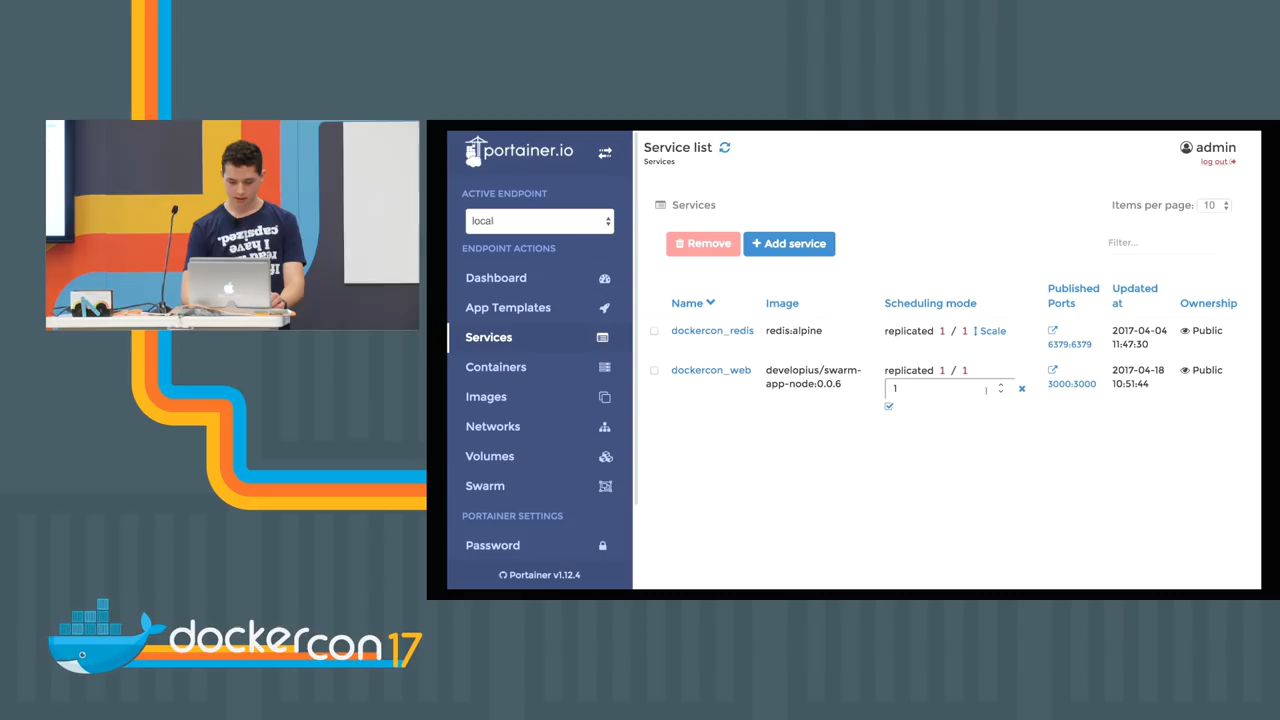 capsized.
I have
portainer.io
ACTIVE ENDPOINT
local
ENDPOINT ACTIONS
Dashboard
App Templates
Services
Containers
Images
Networks
Volumes
Swarm
PORTAINER SETTINGS
Password
Portainer v1.12.4
Service list
Services
admin
log out
Services
Items per page: 10
Remove
+ Add service
Filter...
Name Image Scheduling mode Published Ports Updated at Ownership
dockercon_redis redis:alpine replicated 1 / 1 Scale 6379:6379 2017-04-04 11:47:30 Public
dockercon_web developius/swarm-app-node:0.0.6 replicated 1 / 1 3000:3000 2017-04-18 10:51:44 Public
1
dockercon 17